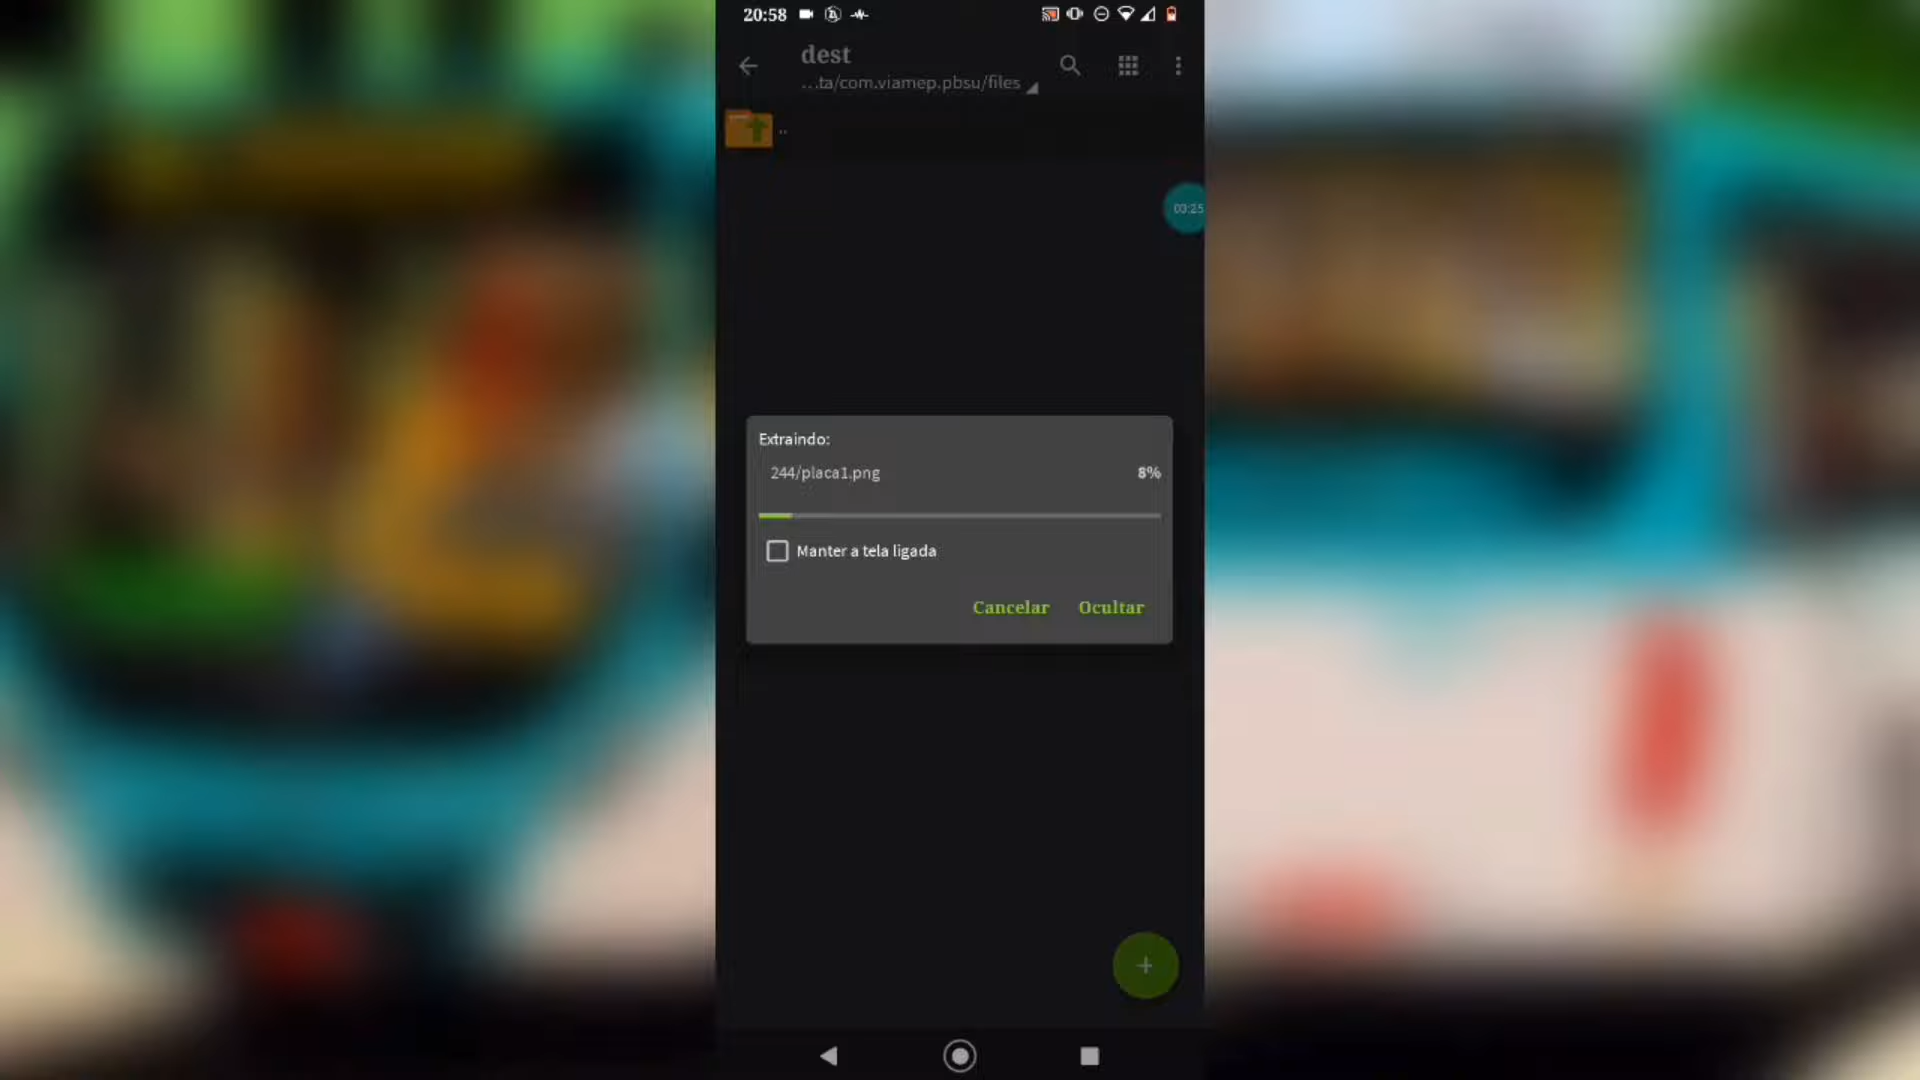 20:58
dest
...ta/com.viamep.pbsu/files
..
03:25
Extraindo:
244/placa1.png 8%
Manter a tela ligada
Cancelar Ocultar